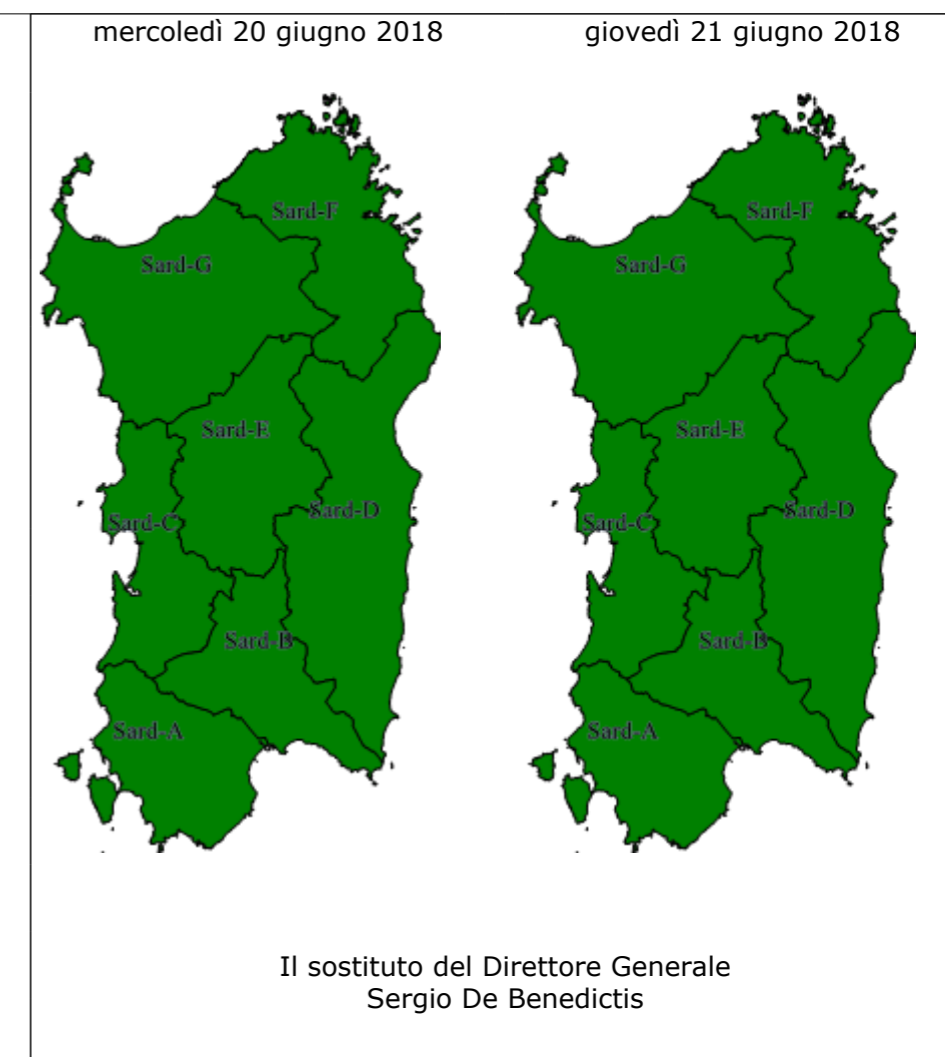 mercoledì 20 giugno 2018
giovedì 21 giugno 2018
Sard-F
Sard-G
Sard-E
Sard-D
Sard-C
Sard-B
Sard-A
Sard-F
Sard-G
Sard-E
Sard-D
Sard-C
Sard-B
Sard-A
Il sostituto del Direttore Generale
Sergio De Benedictis